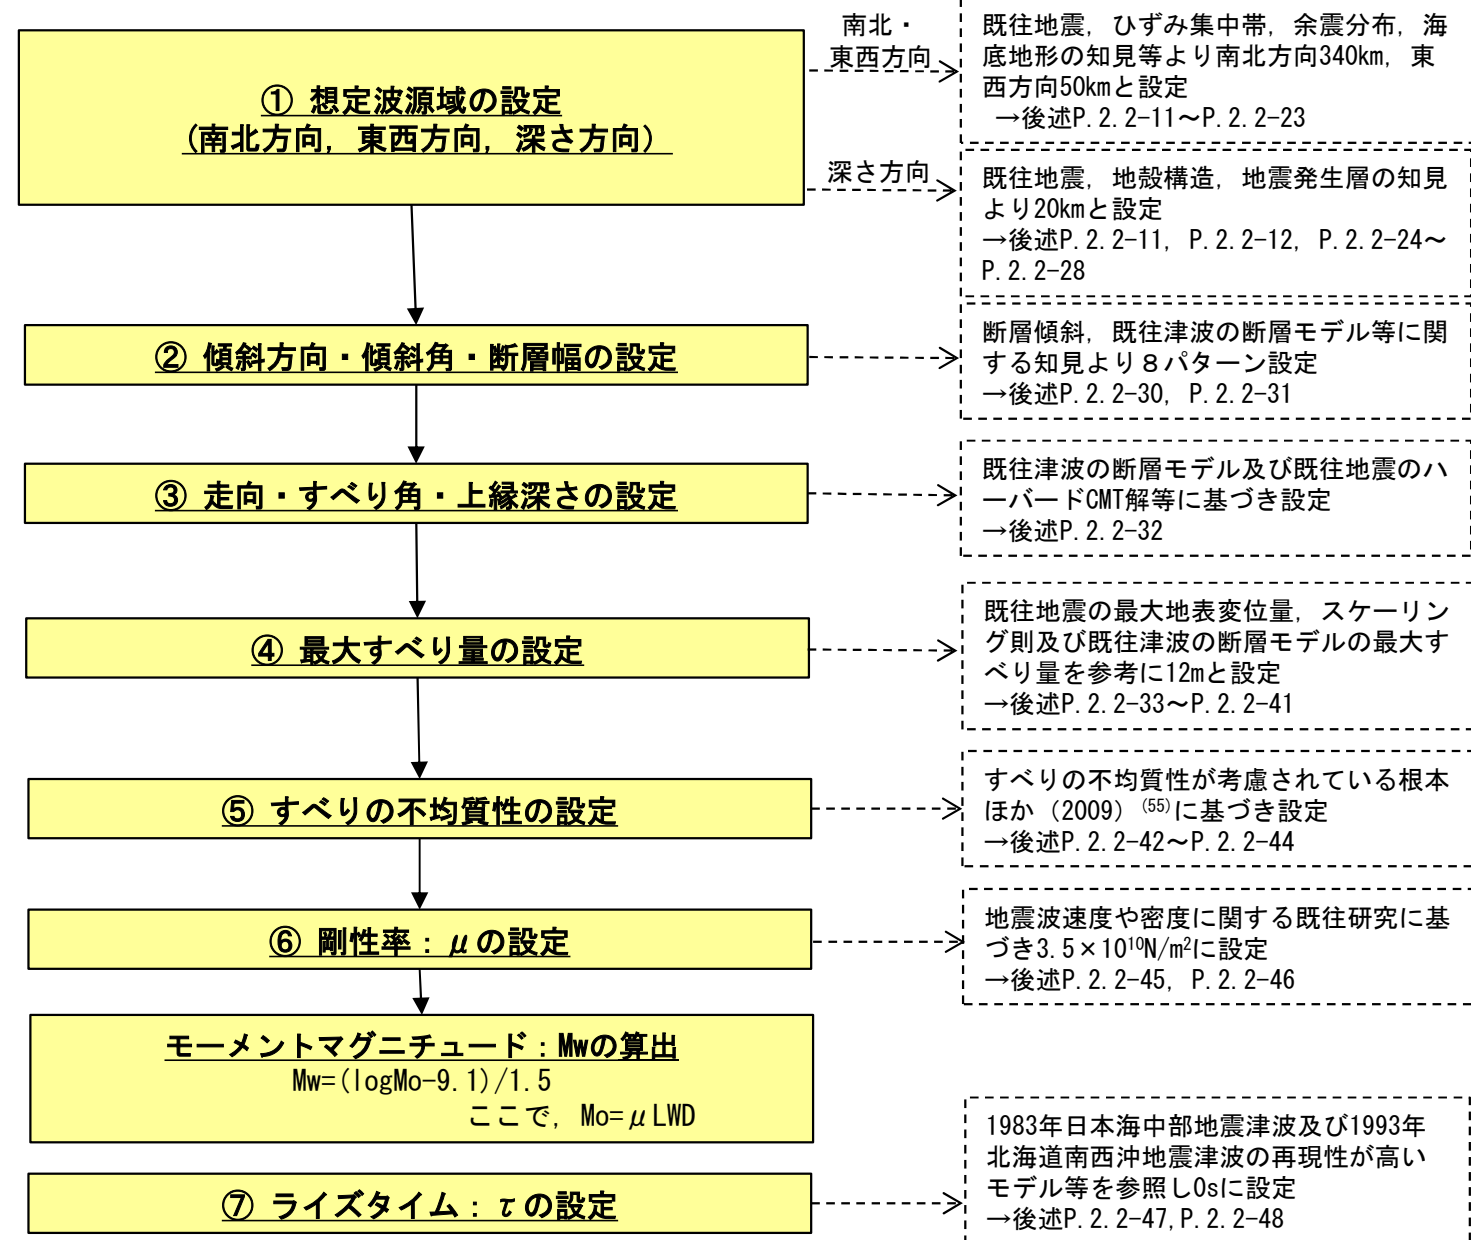 南北・
東西方向
既往地震，ひずみ集中帯，余震分布，海
底地形の知見等より南北方向340km，東
西方向50kmと設定
→後述P.2.2-11～P.2.2-23
① 想定波源域の設定
(南北方向，東西方向，深さ方向)
深さ方向
既往地震，地殻構造，地震発生層の知見
より20kmと設定
→後述P.2.2-11，P.2.2-12，P.2.2-24～
P.2.2-28
② 傾斜方向・傾斜角・断層幅の設定
断層傾斜，既往津波の断層モデル等に関
する知見より８パターン設定
→後述P.2.2-30，P.2.2-31
③ 走向・すべり角・上縁深さの設定
既往津波の断層モデル及び既往地震のハ
ーバードCMT解等に基づき設定
→後述P.2.2-32
④ 最大すべり量の設定
既往地震の最大地表変位量，スケーリン
グ則及び既往津波の断層モデルの最大す
べり量を参考に12mと設定
→後述P.2.2-33～P.2.2-41
⑤ すべりの不均質性の設定
すべりの不均質性が考慮されている根本
ほか（2009）(55)に基づき設定
→後述P.2.2-42～P.2.2-44
⑥ 剛性率：μの設定
地震波速度や密度に関する既往研究に基
づき3.5×10¹⁰N/m²に設定
→後述P.2.2-45，P.2.2-46
モーメントマグニチュード：Mwの算出
Mw=(logMo-9.1)/1.5
ここで，Mo=μLWD
⑦ ライズタイム：τの設定
1983年日本海中部地震津波及び1993年
北海道南西沖地震津波の再現性が高い
モデル等を参照し0sに設定
→後述P.2.2-47,P.2.2-48